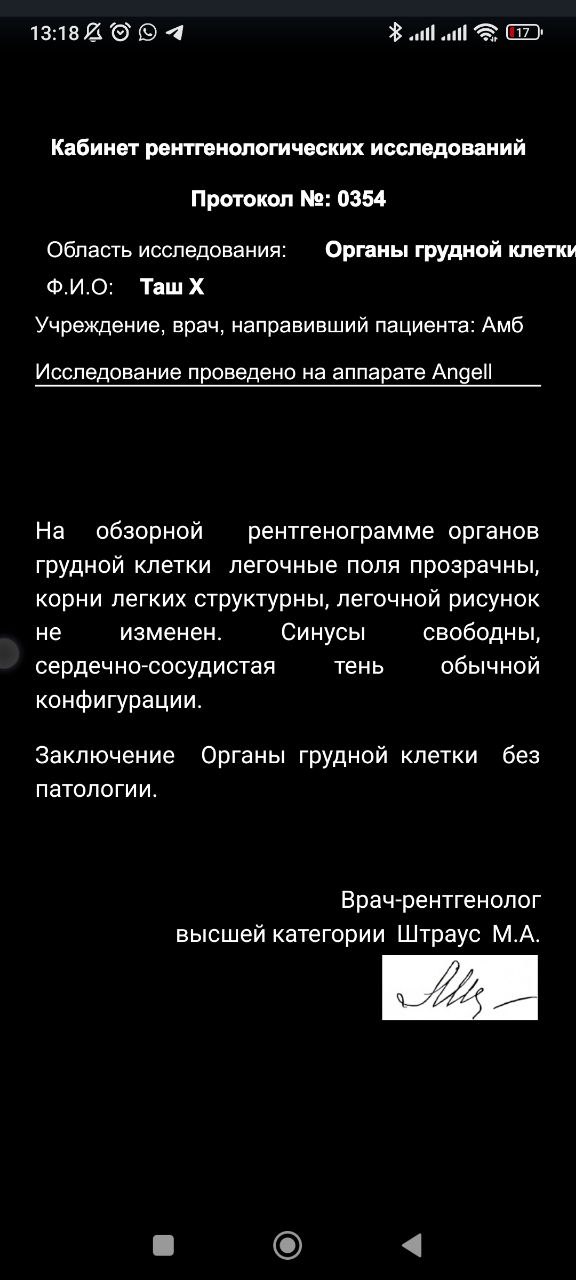 13:18
17
Кабинет рентгенологических исследований
Протокол №: 0354
Область исследования: Органы грудной клетки
Ф.И.О: Таш Х
Учреждение, врач, направивший пациента: Амб
Исследование проведено на аппарате Angell
На обзорной рентгенограмме органов
грудной клетки легочные поля прозрачны,
корни легких структурны, легочной рисунок
не изменен. Синусы свободны,
сердечно-сосудистая тень обычной
конфигурации.
Заключение Органы грудной клетки без
патологии.
Врач-рентгенолог
высшей категории Штраус М.А.